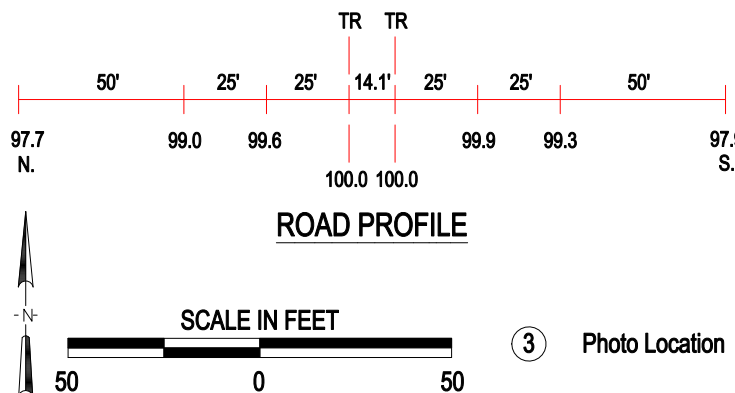 TR TR
50' 25' 25' 14.1' 25' 25' 50'
97.7 99.0 99.6 99.9 99.3
N. S.
100.0 100.0
ROAD PROFILE
-N-
SCALE IN FEET
3 Photo Location
50 0 50